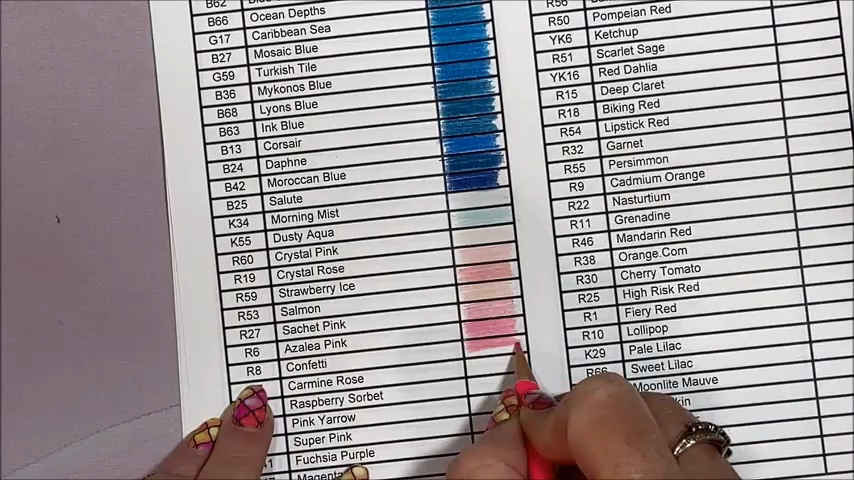 B62
B66 Ocean Depths
G17 Caribbean Sea
B27 Mosaic Blue
G59 Turkish Tile
B36 Mykonos Blue
B68 Lyons Blue
B63 Ink Blue
B13 Corsair
B24 Daphne
B42 Moroccan Blue
B25 Salute
K34 Morning Mist
K55 Dusty Aqua
R60 Crystal Pink
R19 Crystal Rose
R59 Strawberry Ice
R53 Salmon
R27 Sachet Pink
R6 Azalea Pink
R8 Confetti
Carmine Rose
Raspberry Sorbet
Pink Yarrow
Super Pink
Fuchsia Purple
R56
R50 Pompeian Red
YK6 Ketchup
R51 Scarlet Sage
YK16 Red Dahlia
R15 Deep Claret
R18 Biking Red
R54 Lipstick Red
R32 Garnet
R55 Persimmon
R9 Cadmium Orange
R22 Nasturtium
R11 Grenadine
R46 Mandarin Red
R38 Orange.Com
R30 Cherry Tomato
R25 High Risk Red
R1 Fiery Red
R10 Lollipop
K29 Pale Lilac
R66 Sweet Lilac
Moonlite Mauve